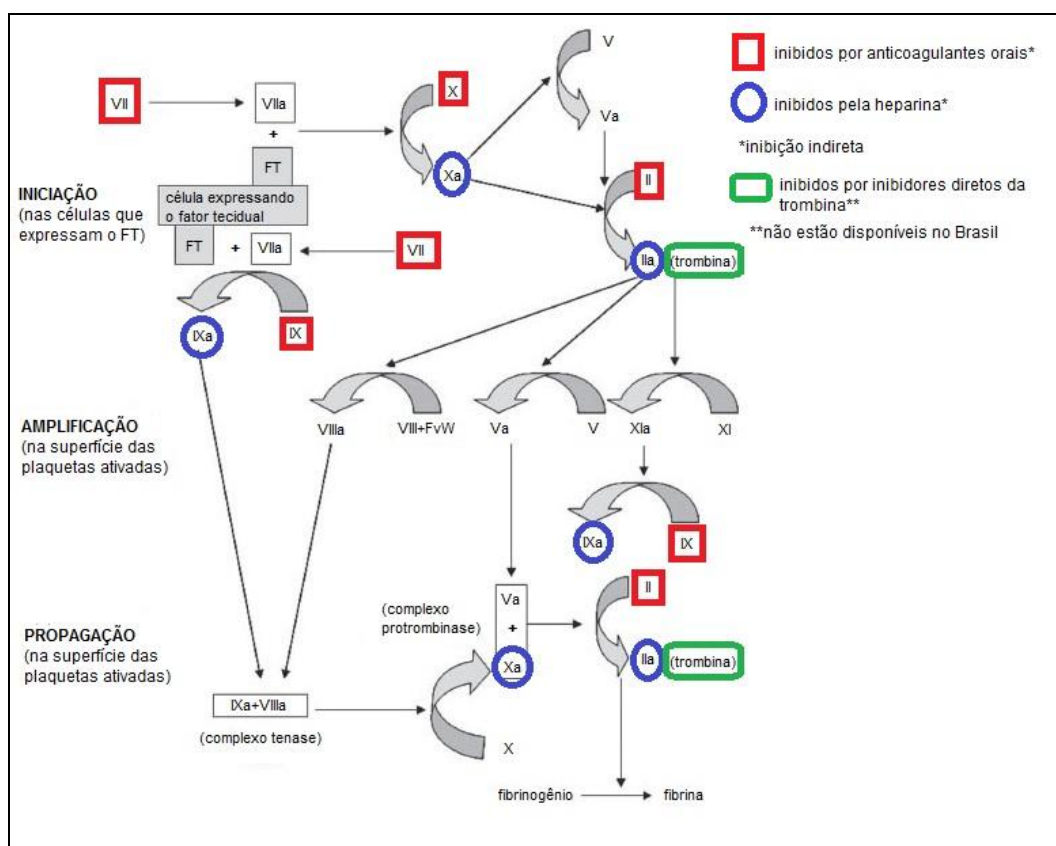 VII
VIIa
+
FT
X
Xa
V
Va
II
IIa (trombina)
inibidos por anticoagulantes orais*
inibidos pela heparina*
*inibição indireta
inibidos por inibidores diretos da
trombina**
**não estão disponíveis no Brasil
INICIAÇÃO
(nas células que
expressam o FT)
célula expressando
o fator tecidual
FT + VIIa
VII
IXa
IX
AMPLIFICAÇÃO
(na superfície das
plaquetas ativadas)
VIIIa
VIII+FvW
Va
V
XIa
XI
IXa
IX
PROPAGAÇÃO
(na superfície das
plaquetas ativadas)
(complexo
protrombinase)
Va
+
Xa
II
IIa (trombina)
IXa+VIIIa
(complexo tenase)
X
fibrinogênio
fibrina